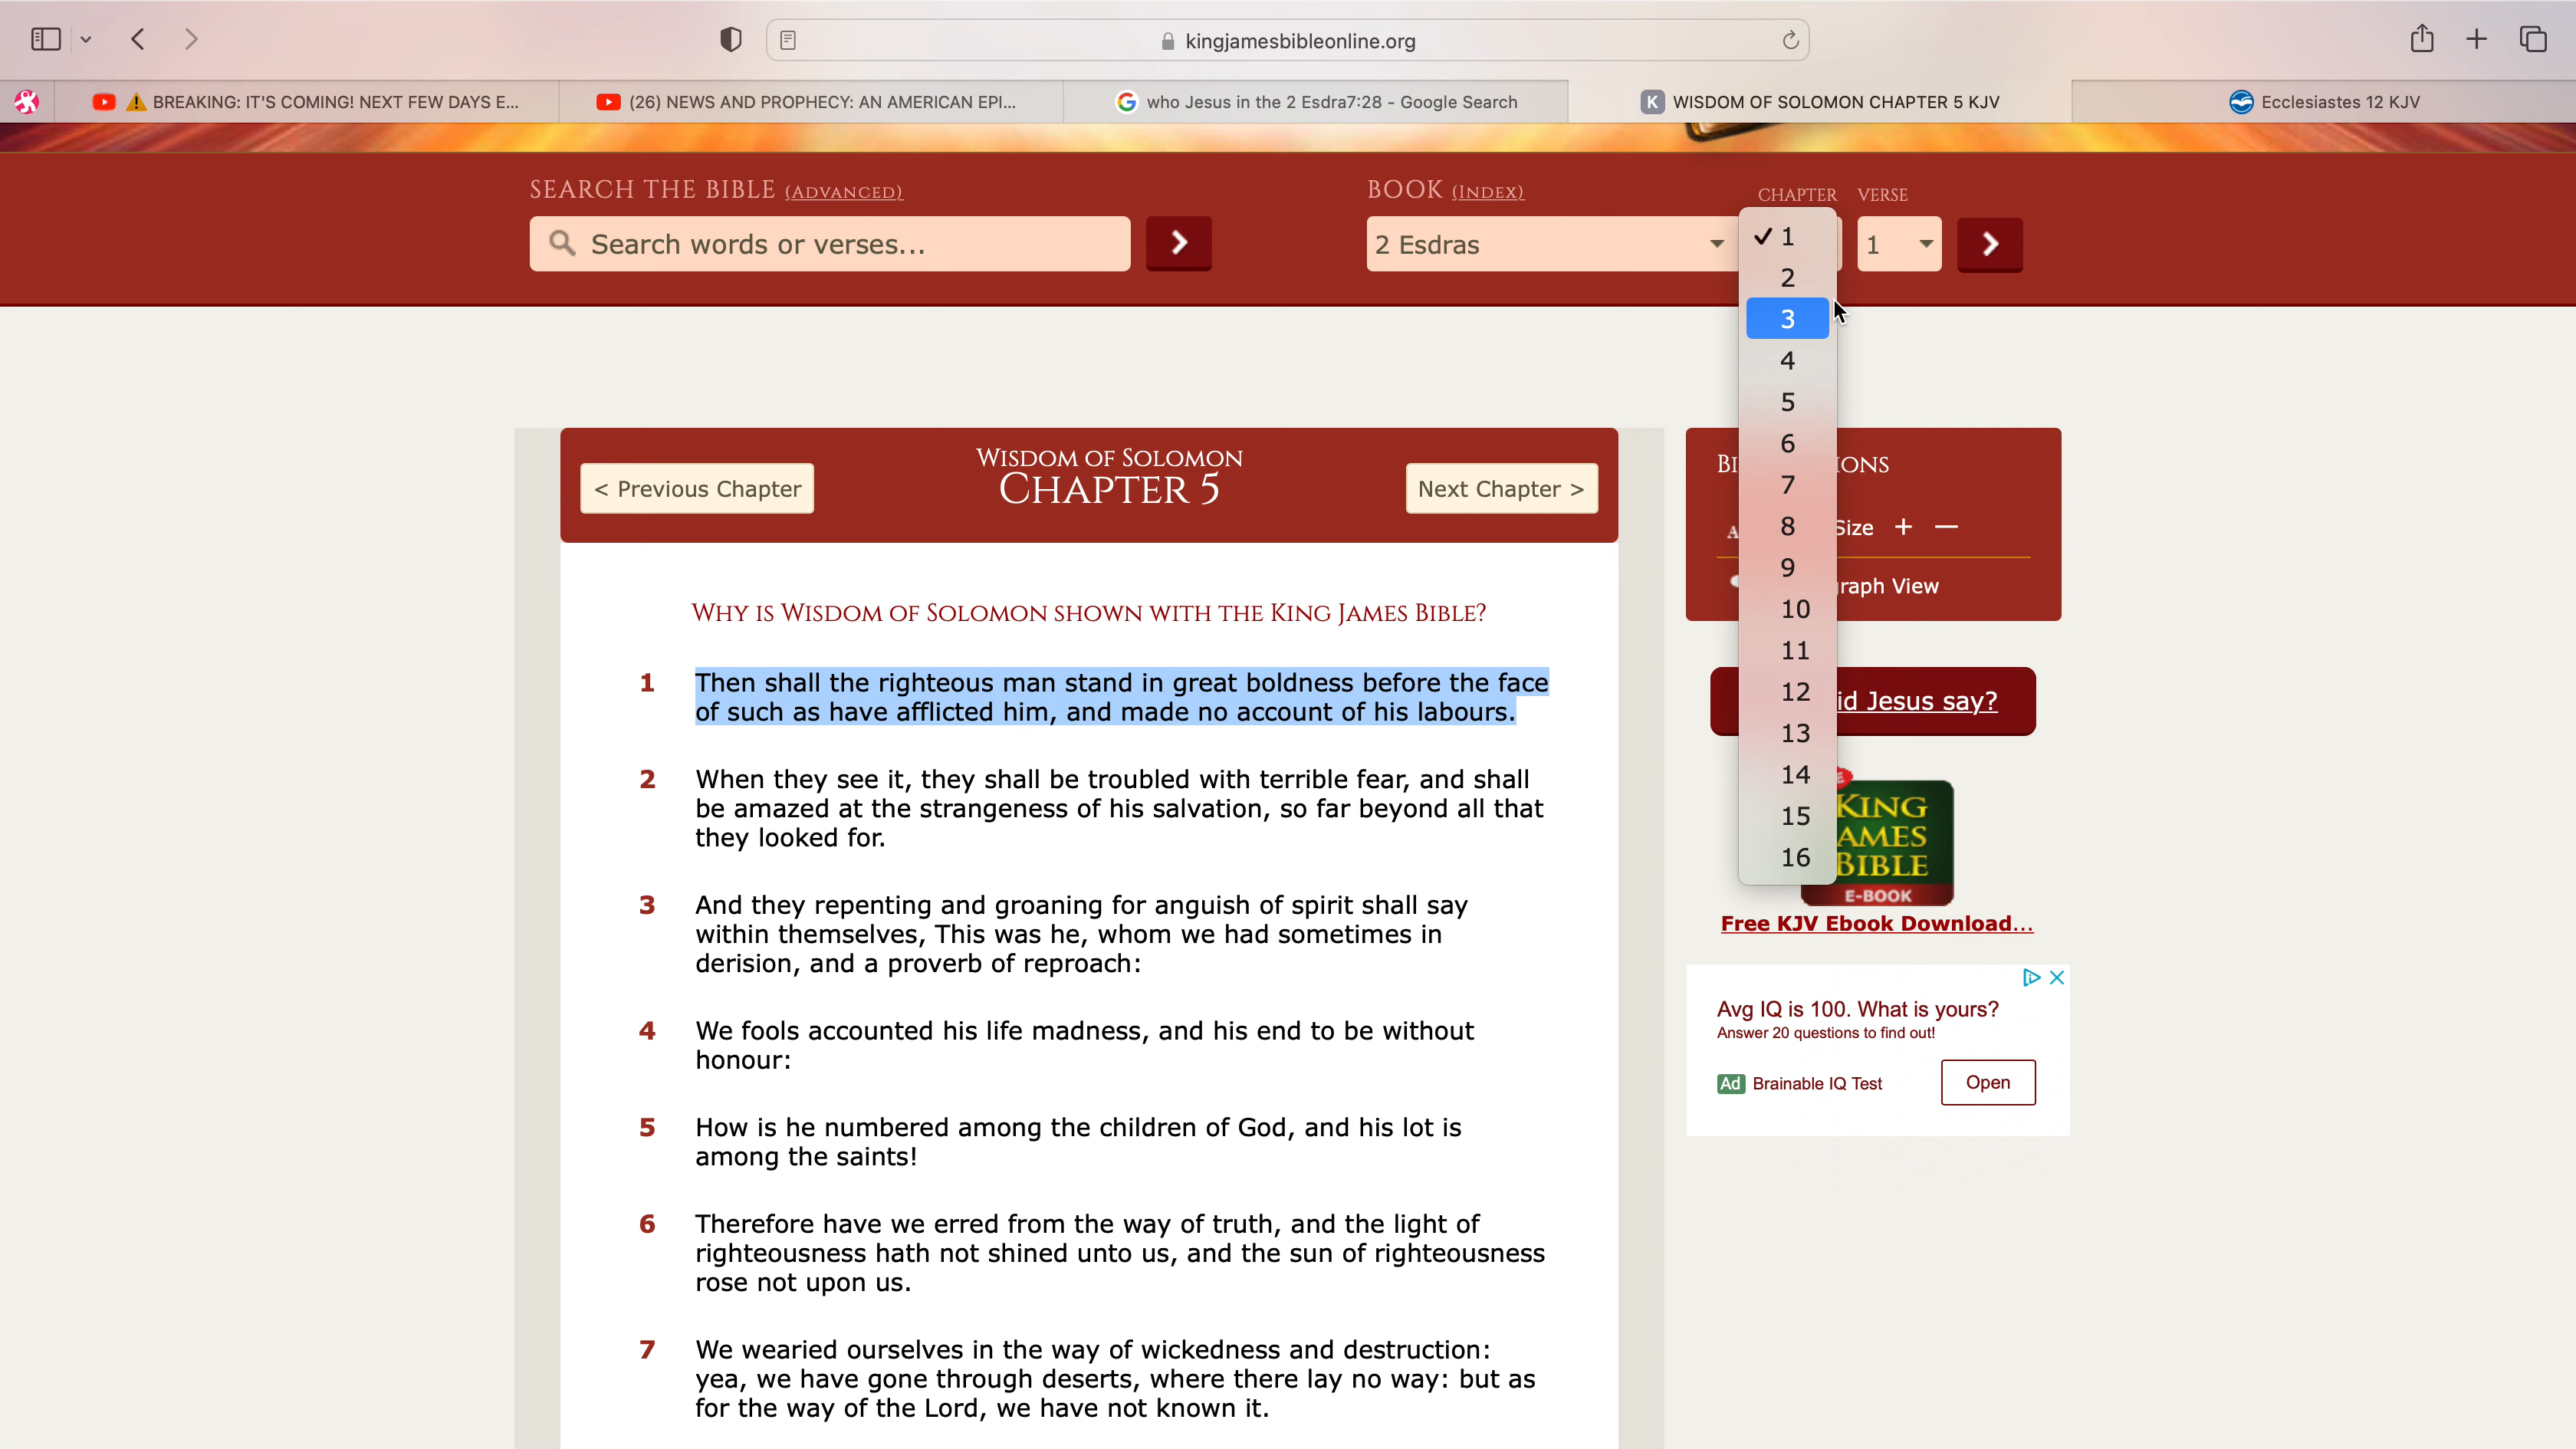 kingjamesbibleonline.org
BREAKING: IT'S COMING! NEXT FEW DAYS E...
(26) NEWS AND PROPHECY: AN AMERICAN EPI...
who Jesus in the 2 Esdra7:28 - Google Search
K WISDOM OF SOLOMON CHAPTER 5 KJV
Ecclesiastes 12 KJV
SEARCH THE BIBLE (ADVANCED)
BOOK (INDEX)
CHAPTER
VERSE
Search words or verses...
2 Esdras
1
✓ 1
2
3
4
5
6
7
8
9
10
11
12
13
14
15
16
< Previous Chapter
WISDOM OF SOLOMON
CHAPTER 5
Next Chapter >
WHY IS WISDOM OF SOLOMON SHOWN WITH THE KING JAMES BIBLE?
1 Then shall the righteous man stand in great boldness before the face
of such as have afflicted him, and made no account of his labours.
2 When they see it, they shall be troubled with terrible fear, and shall
be amazed at the strangeness of his salvation, so far beyond all that
they looked for.
3 And they repenting and groaning for anguish of spirit shall say
within themselves, This was he, whom we had sometimes in
derision, and a proverb of reproach:
4 We fools accounted his life madness, and his end to be without
honour:
5 How is he numbered among the children of God, and his lot is
among the saints!
6 Therefore have we erred from the way of truth, and the light of
righteousness hath not shined unto us, and the sun of righteousness
rose not upon us.
7 We wearied ourselves in the way of wickedness and destruction:
yea, we have gone through deserts, where there lay no way: but as
for the way of the Lord, we have not known it.
Size + —
View
Jesus say?
KING
JAMES
BIBLE
E-BOOK
Free KJV Ebook Download...
Avg IQ is 100. What is yours?
Answer 20 questions to find out!
Ad Brainable IQ Test
Open